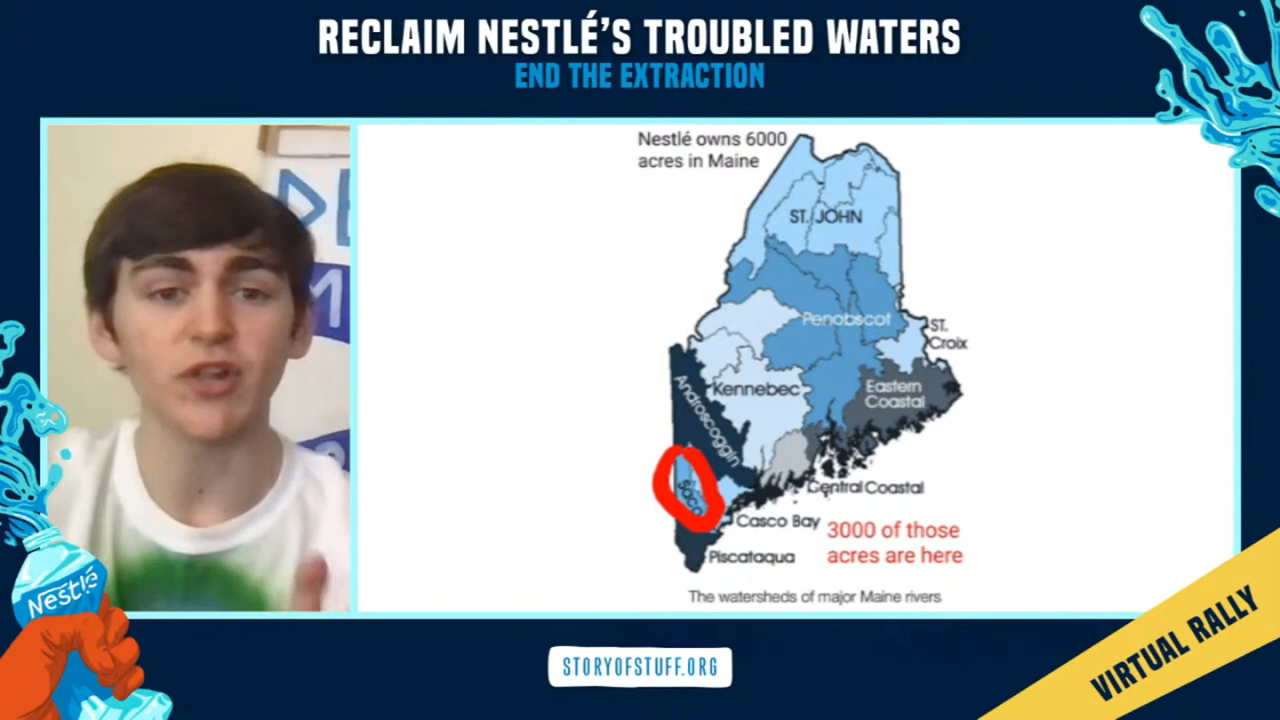 RECLAIM NESTLÉ'S TROUBLED WATERS
END THE EXTRACTION
Nestlé owns 6000
acres in Maine
ST. JOHN
Penobscot
ST.
Croix
Kennebec
Androscoggin
Eastern
Coastal
Saco
Central Coastal
Casco Bay
3000 of those
acres are here
Piscataqua
The watersheds of major Maine rivers
Nestlé
STORYOFSTUFF.ORG
VIRTUAL RALLY